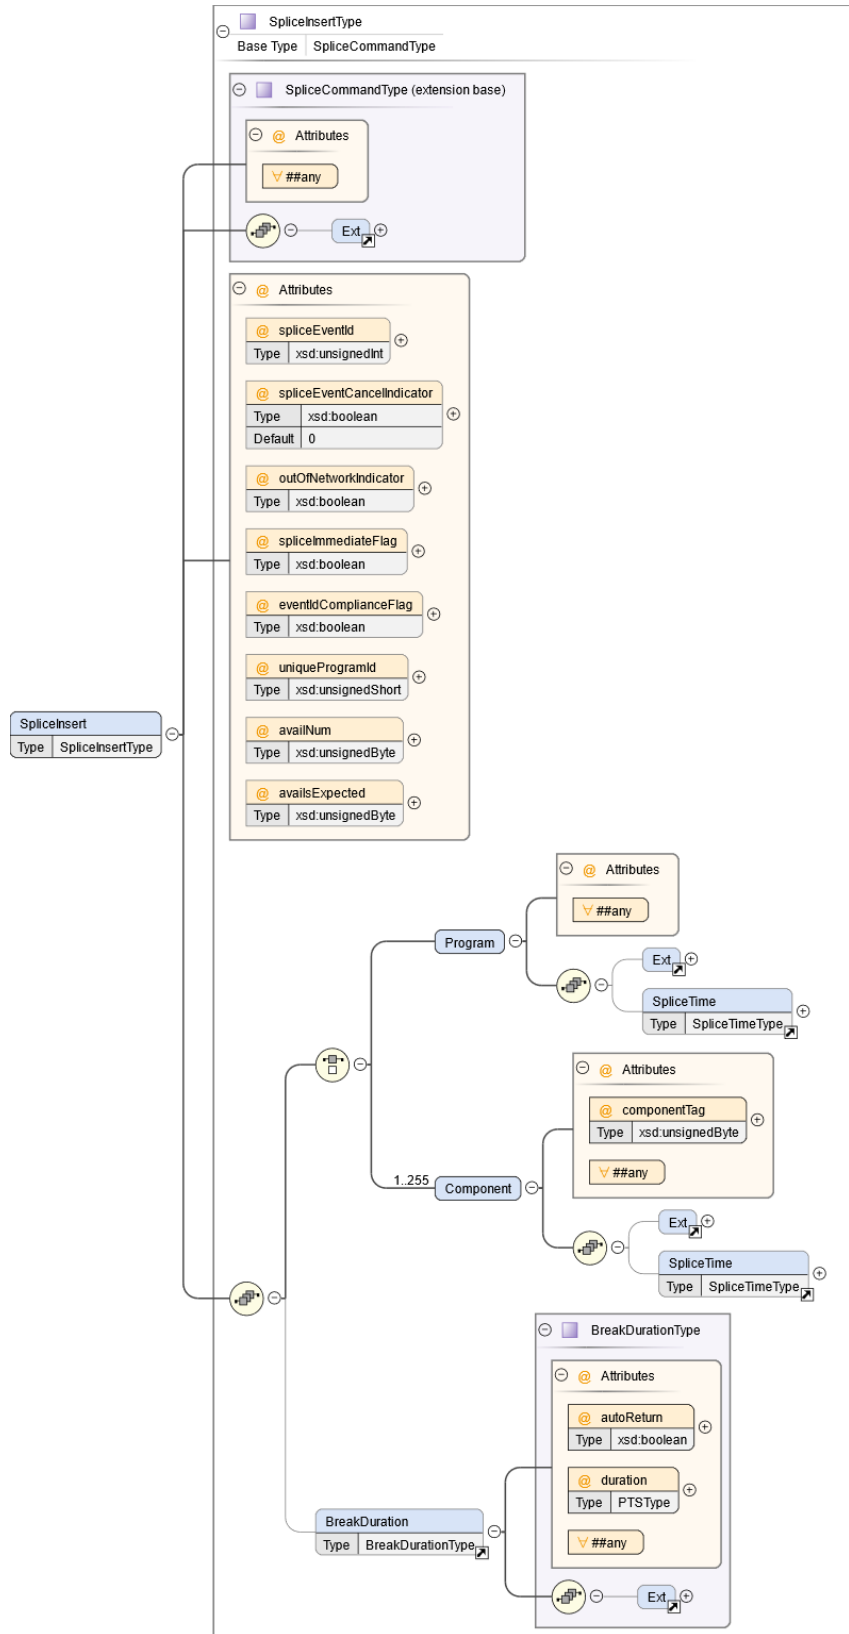 SpliceInsertType
Base Type SpliceCommandType
SpliceCommandType (extension base)
@ Attributes
∀ ##any
Ext
@ Attributes
@ spliceEventId
Type xsd:unsignedInt
@ spliceEventCancelIndicator
Type xsd:boolean
Default 0
@ outOfNetworkIndicator
Type xsd:boolean
@ spliceImmediateFlag
Type xsd:boolean
@ eventIdComplianceFlag
Type xsd:boolean
@ uniqueProgramId
Type xsd:unsignedShort
SpliceInsert
Type SpliceInsertType
@ availNum
Type xsd:unsignedByte
@ availsExpected
Type xsd:unsignedByte
@ Attributes
∀ ##any
Program
Ext
SpliceTime
Type SpliceTimeType
@ Attributes
@ componentTag
Type xsd:unsignedByte
∀ ##any
1..255
Component
Ext
SpliceTime
Type SpliceTimeType
BreakDurationType
@ Attributes
@ autoReturn
Type xsd:boolean
@ duration
Type PTSType
∀ ##any
BreakDuration
Type BreakDurationType
Ext